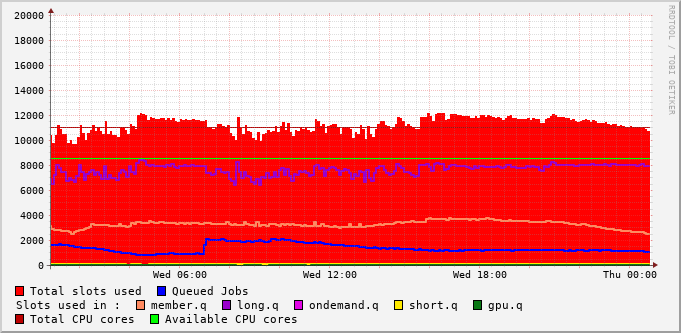 RRDTOOL / TOBI OETIKER
20000
18000
16000
14000
12000
10000
8000
6000
4000
2000
0
Wed 06:00 Wed 12:00 Wed 18:00 Thu 00:00
Total slots used Queued Jobs
Slots used in : member.q long.q ondemand.q short.q gpu.q
Total CPU cores Available CPU cores